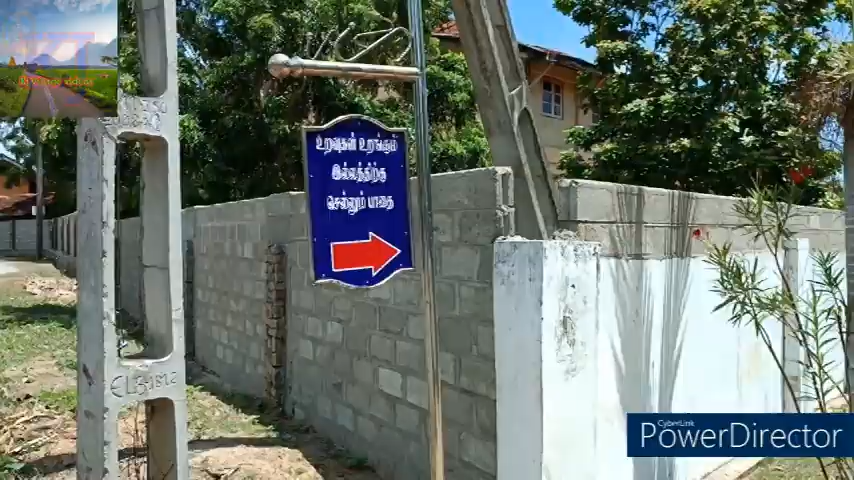 உறவுகள் உறங்கும்
இல்லத்திற்கு
செல்லும் பாதை
CyberLink
PowerDirector